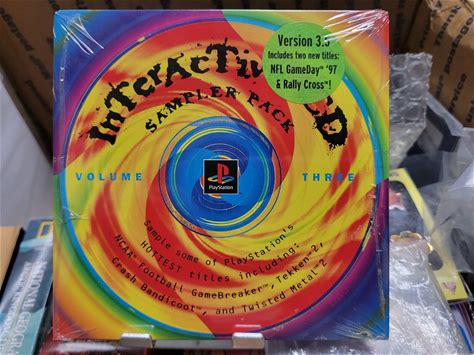 InTerAcTive CD
SAMPLER PACK
Version 3.5
Includes two new titles:
NFL GameDay™ '97
& Rally Cross™!
VOLUME
THREE
PlayStation
Sample some of PlayStation's
HOTTEST titles including:
NCAA Football GameBreaker™, Tekken 2,
Crash Bandicoot™, and Twisted Metal 2